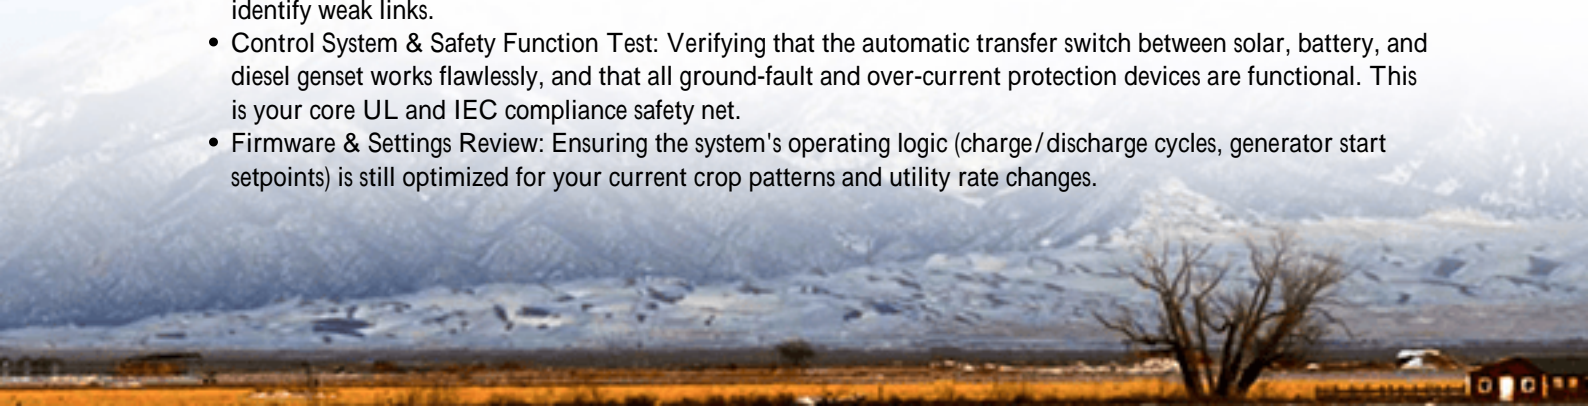 identify weak links.
• Control System & Safety Function Test: Verifying that the automatic transfer switch between solar, battery, and
diesel genset works flawlessly, and that all ground-fault and over-current protection devices are functional. This
is your core UL and IEC compliance safety net.
• Firmware & Settings Review: Ensuring the system's operating logic (charge/discharge cycles, generator start
setpoints) is still optimized for your current crop patterns and utility rate changes.